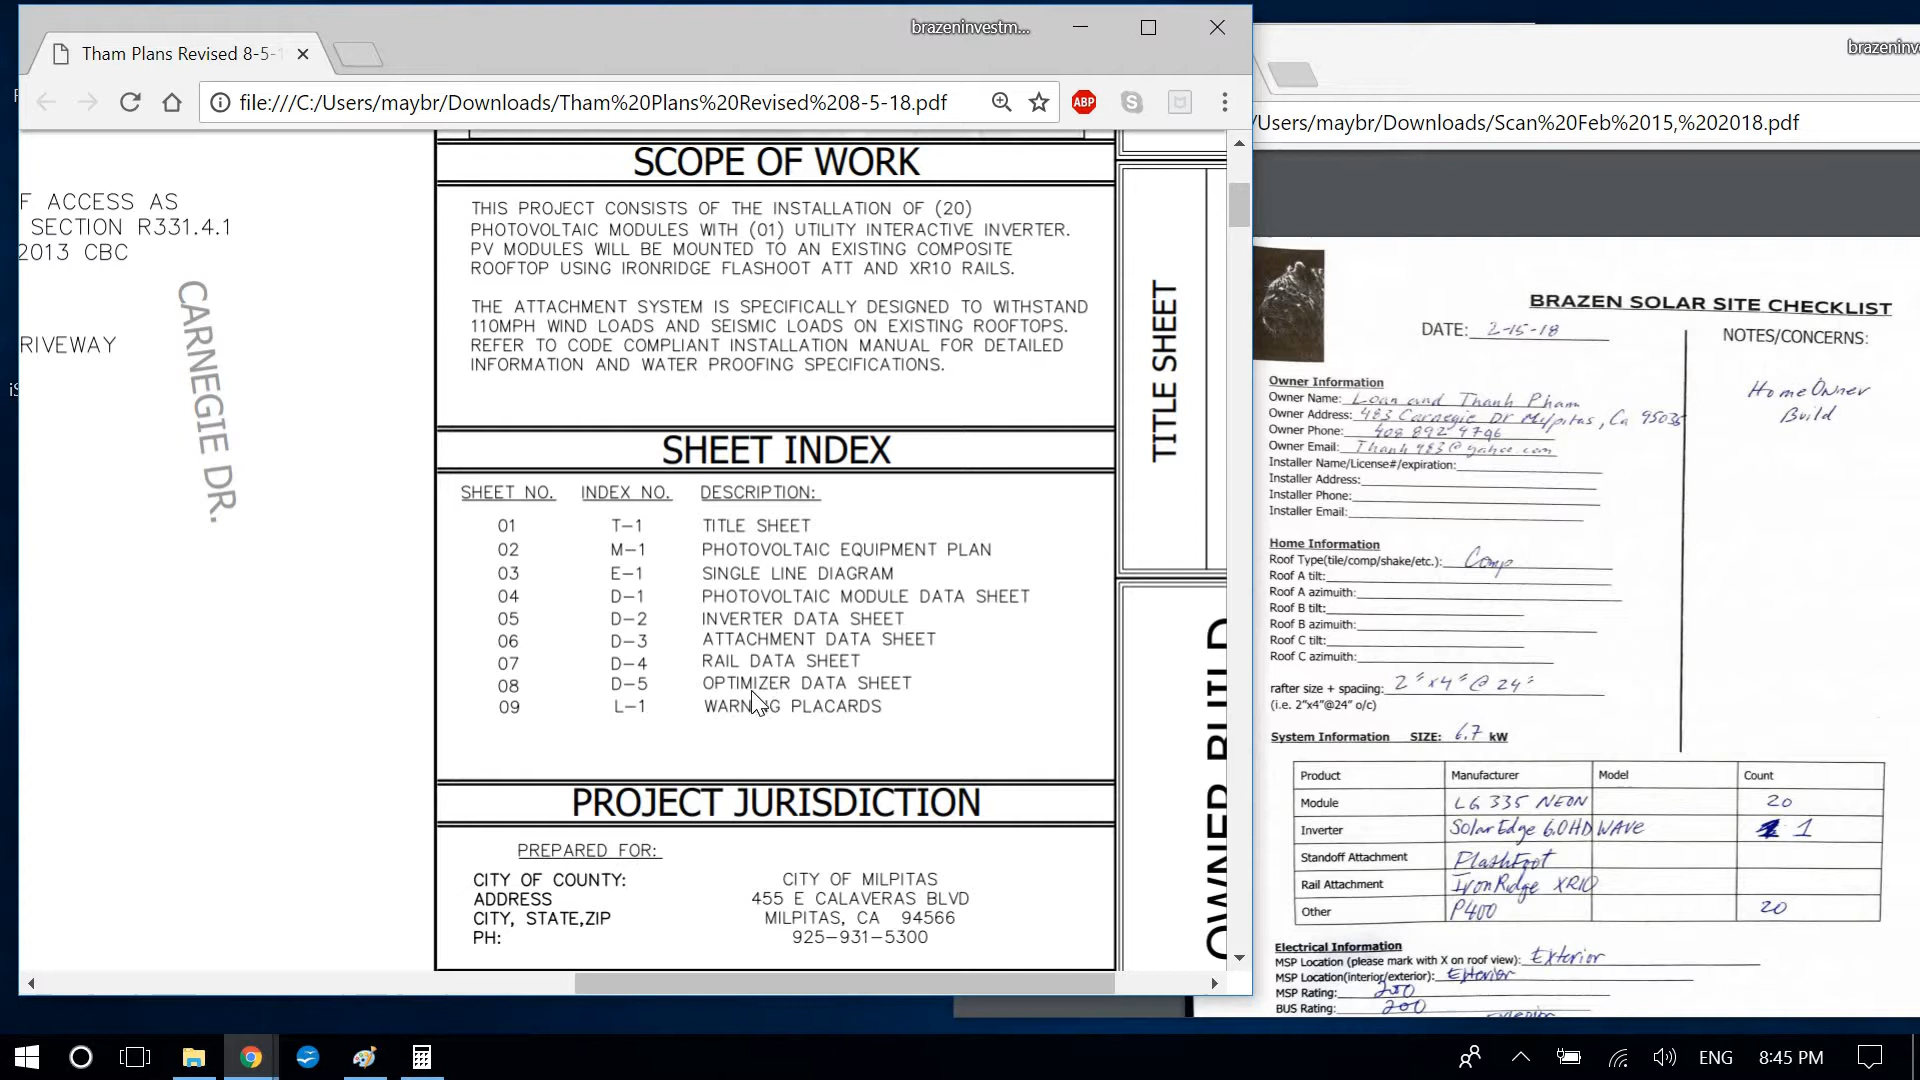 brazeninvestm...
Tham Plans Revised 8-5-1
file:///C:/Users/maybr/Downloads/Tham%20Plans%20Revised%208-5-18.pdf
ABP
F ACCESS AS
SECTION R331.4.1
2013 CBC
RIVEWAY
CARNEGIE DR.
SCOPE OF WORK
THIS PROJECT CONSISTS OF THE INSTALLATION OF (20)
PHOTOVOLTAIC MODULES WITH (01) UTILITY INTERACTIVE INVERTER.
PV MODULES WILL BE MOUNTED TO AN EXISTING COMPOSITE
ROOFTOP USING IRONRIDGE FLASHOOT ATT AND XR10 RAILS.
THE ATTACHMENT SYSTEM IS SPECIFICALLY DESIGNED TO WITHSTAND
110MPH WIND LOADS AND SEISMIC LOADS ON EXISTING ROOFTOPS.
REFER TO CODE COMPLIANT INSTALLATION MANUAL FOR DETAILED
INFORMATION AND WATER PROOFING SPECIFICATIONS.
SHEET INDEX
SHEET NO. INDEX NO. DESCRIPTION:
01 T-1 TITLE SHEET
02 M-1 PHOTOVOLTAIC EQUIPMENT PLAN
03 E-1 SINGLE LINE DIAGRAM
04 D-1 PHOTOVOLTAIC MODULE DATA SHEET
05 D-2 INVERTER DATA SHEET
06 D-3 ATTACHMENT DATA SHEET
07 D-4 RAIL DATA SHEET
08 D-5 OPTIMIZER DATA SHEET
09 L-1 WARNING PLACARDS
PROJECT JURISDICTION
PREPARED FOR:
CITY OF COUNTY: CITY OF MILPITAS
ADDRESS 455 E CALAVERAS BLVD
CITY, STATE,ZIP MILPITAS, CA 94566
PH: 925-931-5300
TITLE SHEET
OWNER BUILD
brazeninv
/Users/maybr/Downloads/Scan%20Feb%2015,%202018.pdf
BRAZEN SOLAR SITE CHECKLIST
DATE: 2-15-18
NOTES/CONCERNS:
HomeOwner
Build
Owner Information
Owner Name: Loan and Thanh Pham
Owner Address: 483 Carnegie Dr Milpitas, Ca 95035
Owner Phone: 408 892 4796
Owner Email: Thanh483@yahoo.com
Installer Name/License#/expiration:
Installer Address:
Installer Phone:
Installer Email:
Home Information
Roof Type(tile/comp/shake/etc.): Comp
Roof A tilt:
Roof A azimuth:
Roof B tilt:
Roof B azimuth:
Roof C tilt:
Roof C azimuth:
rafter size + spaciing: 2"x4"@24"
(i.e. 2"x4"@24" o/c)
System Information SIZE: 6.7 kW
Product Manufacturer Model Count
Module LG 335 NEON 20
Inverter SolarEdge 6.0HD WAVE 1
Standoff Attachment FlashFoot
Rail Attachment IronRidge XR10
Other P400 20
Electrical Information
MSP Location (please mark with X on roof view): Exterior
MSP Location(interior/exterior): Exterior
MSP Rating: 200
BUS Rating: 200
ENG 8:45 PM